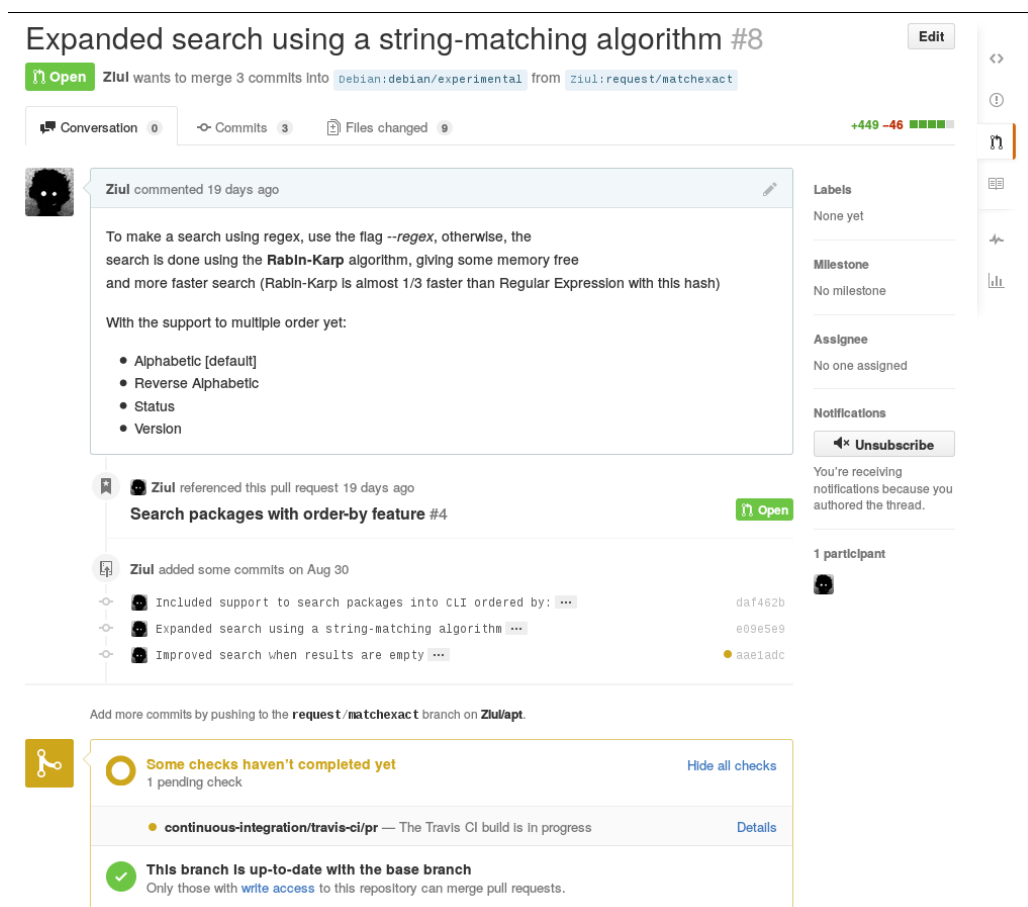 Expanded search using a string-matching algorithm #8
Edit
Open Ziul wants to merge 3 commits into Debian:debian/experimental from Ziul:request/matchexact
Conversation 0 Commits 3 Files changed 9 +449 −46
Ziul commented 19 days ago
To make a search using regex, use the flag --regex, otherwise, the
search is done using the Rabin-Karp algorithm, giving some memory free
and more faster search (Rabin-Karp is almost 1/3 faster than Regular Expression with this hash)
With the support to multiple order yet:
Alphabetic [default]
Reverse Alphabetic
Status
Version
Ziul referenced this pull request 19 days ago
Search packages with order-by feature #4
Open
Ziul added some commits on Aug 30
Included support to search packages into CLI ordered by: ... daf462b
Expanded search using a string-matching algorithm ... e09e5e9
Improved search when results are empty ... aae1adc
Add more commits by pushing to the request/matchexact branch on Ziul/apt.
Some checks haven't completed yet
Hide all checks
1 pending check
continuous-integration/travis-ci/pr — The Travis CI build is in progress
Details
This branch is up-to-date with the base branch
Only those with write access to this repository can merge pull requests.
Labels
None yet
Milestone
No milestone
Assignee
No one assigned
Notifications
Unsubscribe
You're receiving
notifications because you
authored the thread.
1 participant